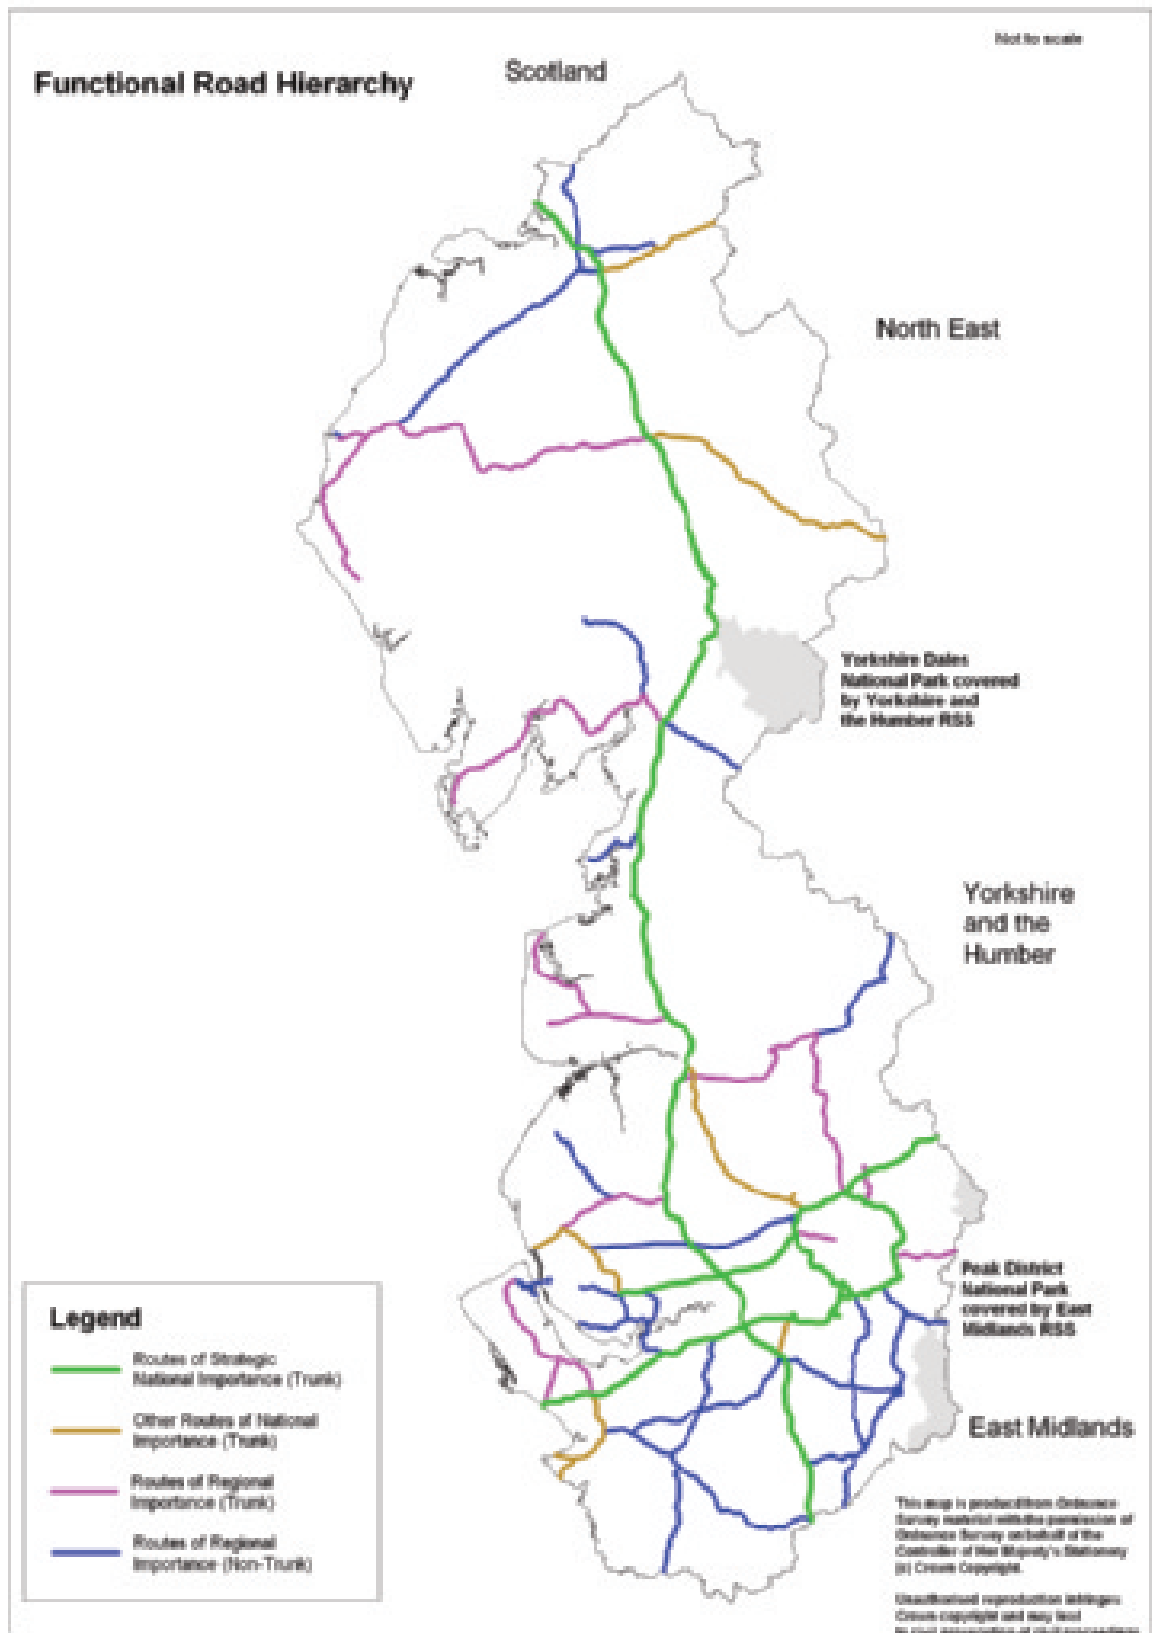 Not to scale
Functional Road Hierarchy
Scotland
North East
Yorkshire Dales
National Park covered
by Yorkshire and
the Humber RSS
Yorkshire
and the
Humber
Peak District
National Park
covered by East
Midlands RSS
East Midlands
Legend
Routes of Strategic
National Importance (Trunk)
Other Routes of National
Importance (Trunk)
Routes of Regional
Importance (Trunk)
Routes of Regional
Importance (Non-Trunk)
This map is produced from Ordnance
Survey material with the permission of
Ordnance Survey on behalf of the
Controller of Her Majesty's Stationery
(c) Crown Copyright.
Unauthorised reproduction infringes
Crown copyright and may lead